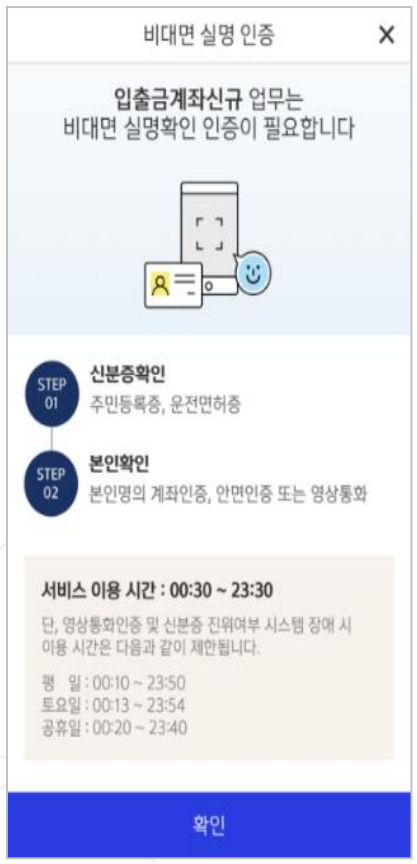 비대면 실명 인증
입출금계좌신규 업무는
비대면 실명확인 인증이 필요합니다
STEP
01
신분증확인
주민등록증, 운전면허증
STEP
02
본인확인
본인명의 계좌인증, 안면인증 또는 영상통화
서비스 이용 시간 : 00:30 ~ 23:30
단, 영상통화인증 및 신분증 진위여부 시스템 장애 시
이용 시간은 다음과 같이 제한됩니다.
평 일 : 00:10 ~ 23:50
토요일 : 00:13 ~ 23:54
공휴일 : 00:20 ~ 23:40
확인